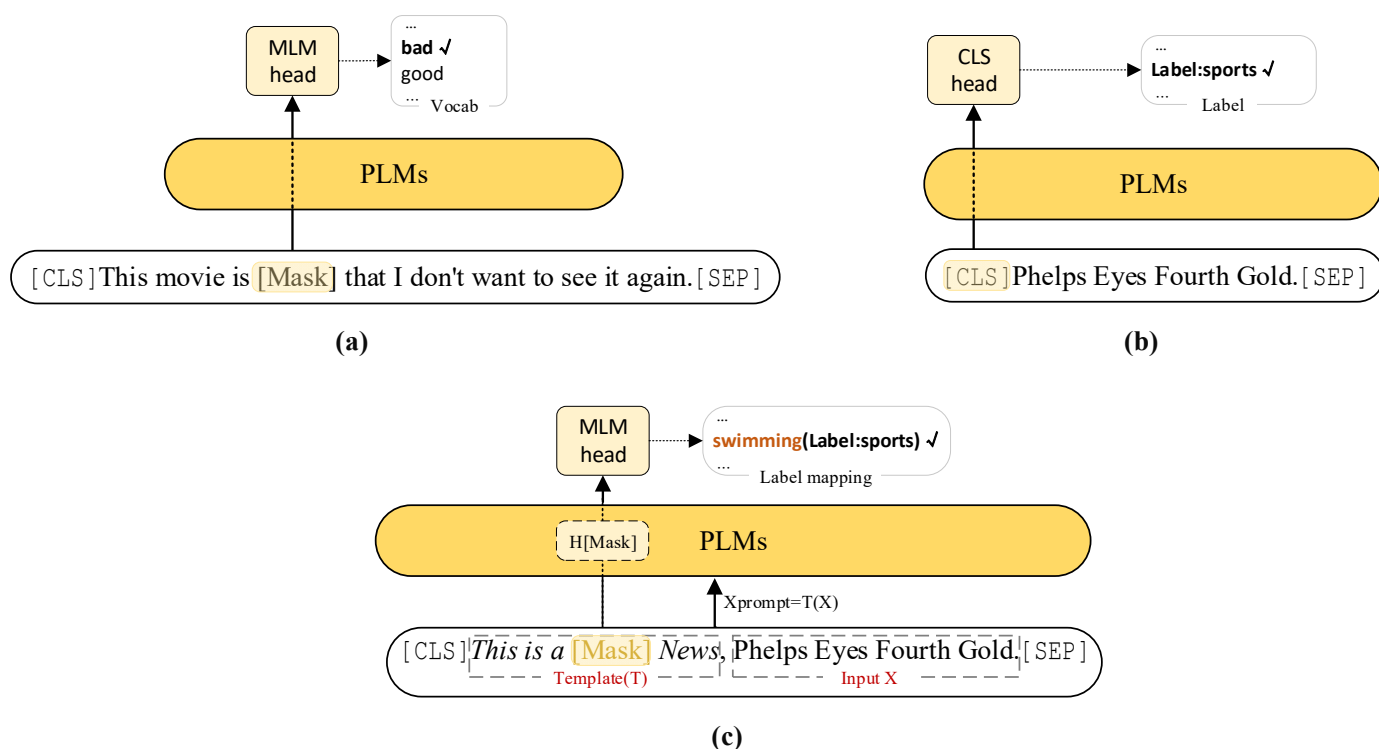 MLM
head
...
bad √
good
...
Vocab
PLMs
[CLS]This movie is [Mask] that I don't want to see it again.[SEP]
(a)
CLS
head
...
Label:sports √
...
Label
PLMs
[CLS]Phelps Eyes Fourth Gold.[SEP]
(b)
MLM
head
...
swimming(Label:sports) √
...
Label mapping
H[Mask]
PLMs
Xprompt=T(X)
[CLS]This is a [Mask] News, Phelps Eyes Fourth Gold.[SEP]
Template(T)
Input X
(c)